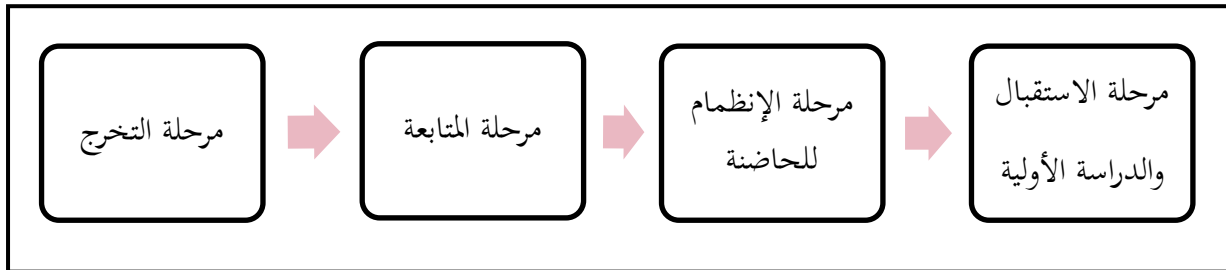 مرحلة الاستقبال
والدراسة الأولية
مرحلة الإنظمام
للحاضنة
مرحلة المتابعة
مرحلة التخرج